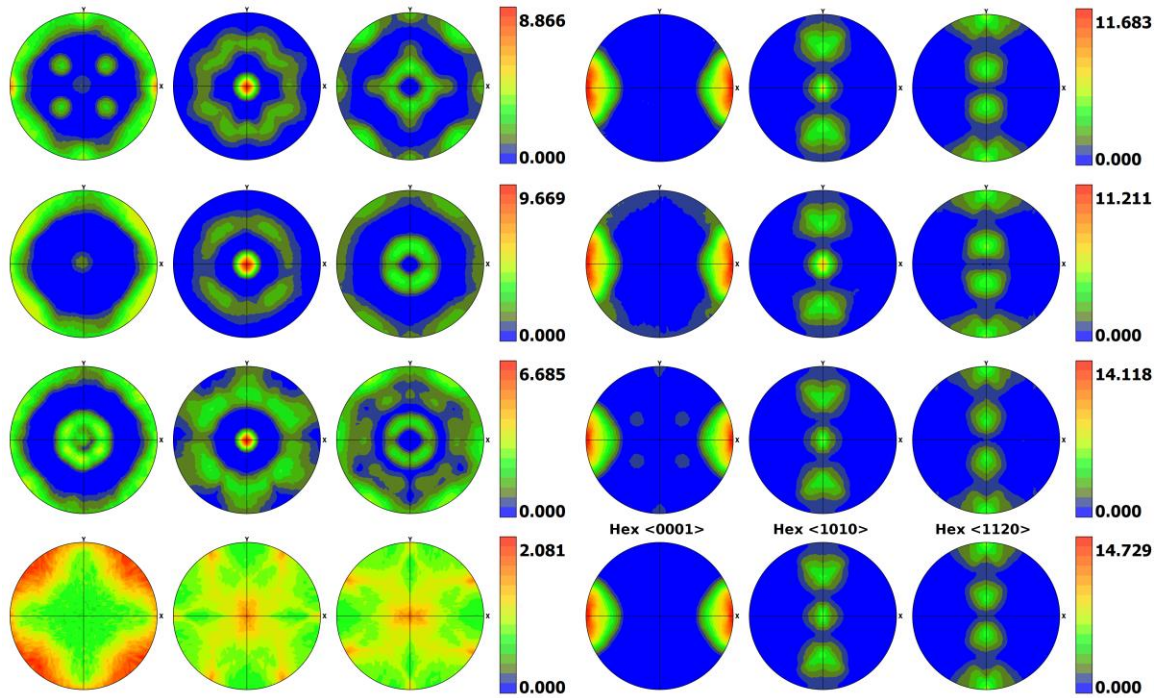 Y Y Y Y Y Y
8.866 11.683
X X X X X X
0.000 0.000
Y Y Y Y Y Y
9.669 11.211
X X X X X X
0.000 0.000
Y Y Y Y Y Y
6.685 14.118
X X X X X X
0.000 0.000
Hex <0001> Hex <1010> Hex <1120>
Y Y Y Y Y Y
2.081 14.729
X X X X X X
0.000 0.000